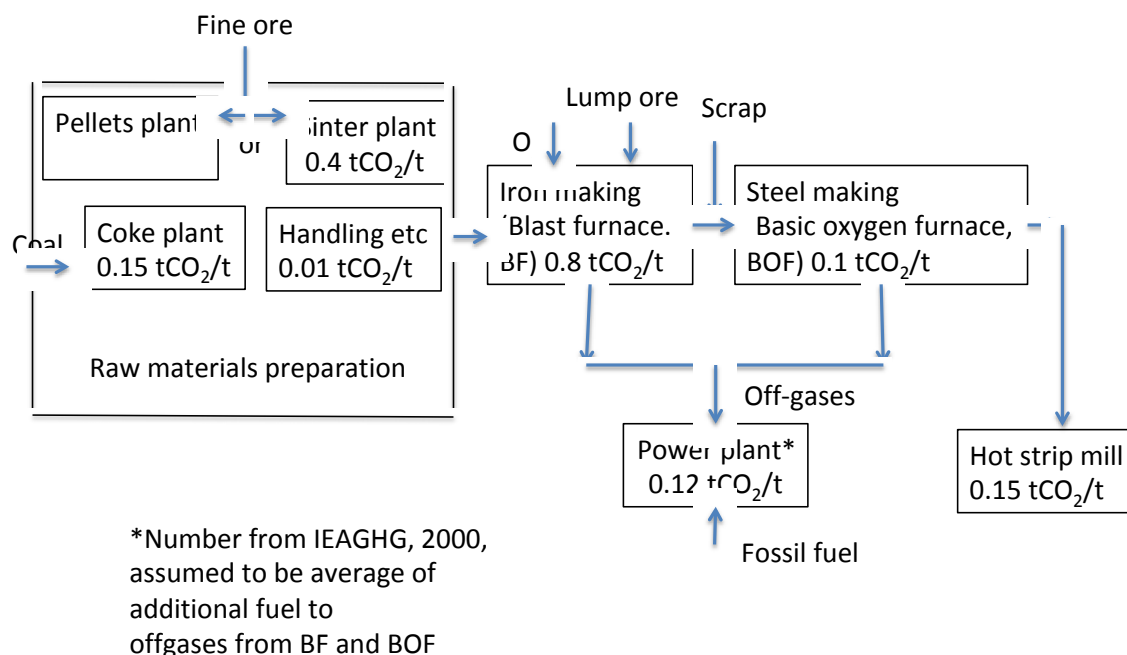 Fine ore
Pellets plant
or
Sinter plant
0.4 tCO₂/t
Lump ore
Scrap
O
Coal
Coke plant
0.15 tCO₂/t
Handling etc
0.01 tCO₂/t
Iron making
(Blast furnace.
BF) 0.8 tCO₂/t
Steel making
Basic oxygen furnace,
BOF) 0.1 tCO₂/t
Raw materials preparation
Off-gases
Power plant*
0.12 tCO₂/t
Hot strip mill
0.15 tCO₂/t
Fossil fuel
*Number from IEAGHG, 2000,
assumed to be average of
additional fuel to
offgases from BF and BOF